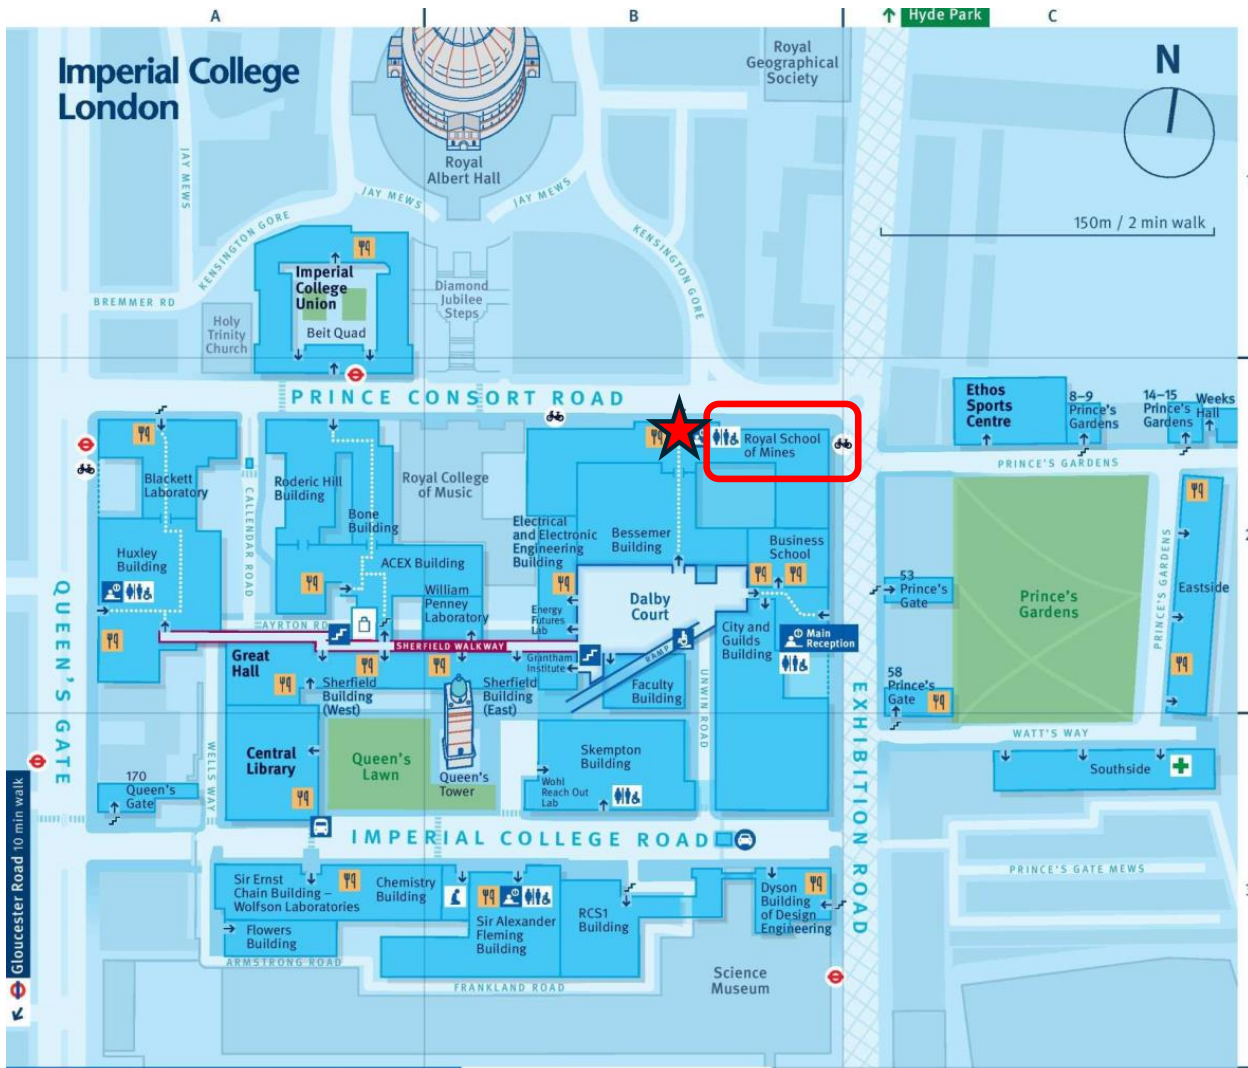 A
B
↑ Hyde Park
C
Imperial College
London
Royal
Geographical
Society
N
JAY MEWS
Royal
Albert Hall
JAY MEWS
JAY MEWS
150m / 2 min walk
KENSINGTON GORE
KENSINGTON GORE
Imperial
College
Union
Beit Quad
Diamond
Jubilee
Steps
BREMMER RD
Holy
Trinity
Church
PRINCE CONSORT ROAD
Ethos
Sports
Centre
8–9
Prince's
Gardens
14–15
Prince's
Gardens
Weeks
Hall
Royal School
of Mines
PRINCE'S GARDENS
Blackett
Laboratory
Roderic Hill
Building
Royal College
of Music
CALLENDAR ROAD
Bone
Building
Electrical
and Electronic
Engineering
Building
Bessemer
Building
Business
School
2
Huxley
Building
ACEX Building
William
Penney
Laboratory
Dalby
Court
53
Prince's
Gate
Prince's
Gardens
PRINCE'S GARDENS
Eastside
QUEEN'S GATE
AYRTON RD
Energy
Futures
Lab
City and
Guilds
Building
Main
Reception
SHERFIELD WALKWAY
RAMP
Great
Hall
Grantham
Institute
Sherfield
Building
(West)
Sherfield
Building
(East)
Faculty
Building
UNWIN ROAD
58
Prince's
Gate
EXHIBITION ROAD
WATT'S WAY
Central
Library
WELLS WAY
Queen's
Lawn
Queen's
Tower
Skempton
Building
Wohl
Reach Out
Lab
Southside
170
Queen's
Gate
Gloucester Road 10 min walk
IMPERIAL COLLEGE ROAD
PRINCE'S GATE MEWS
Sir Ernst
Chain Building –
Wolfson Laboratories
Chemistry
Building
Dyson
Building
of Design
Engineering
3
Flowers
Building
Sir Alexander
Fleming
Building
RCS1
Building
ARMSTRONG ROAD
FRANKLAND ROAD
Science
Museum